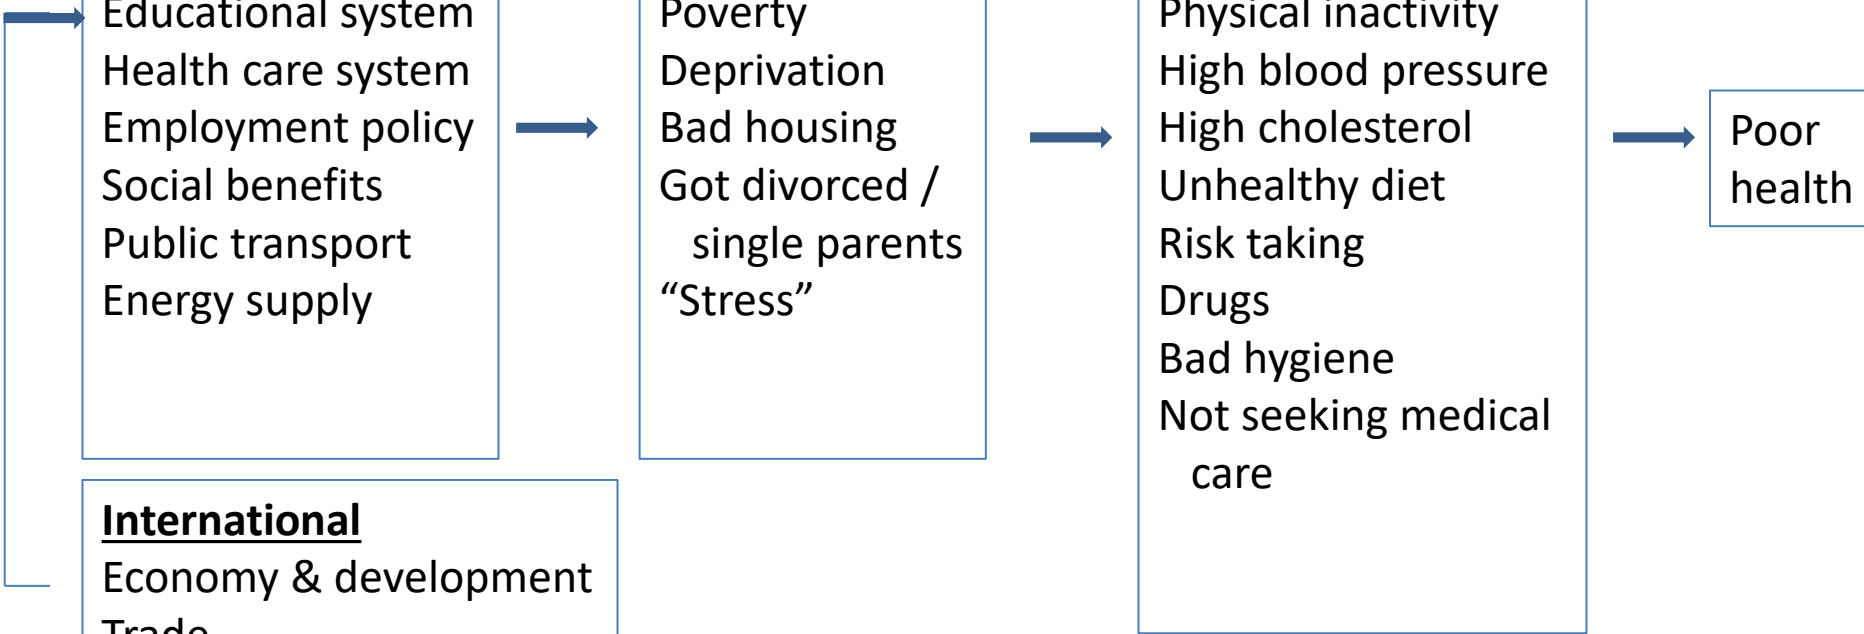 Educational system
Health care system
Employment policy
Social benefits
Public transport
Energy supply
Poverty
Deprivation
Bad housing
Got divorced /
single parents
“Stress”
Physical inactivity
High blood pressure
High cholesterol
Unhealthy diet
Risk taking
Drugs
Bad hygiene
Not seeking medical
care
Poor
health
International
Economy & development
Trade